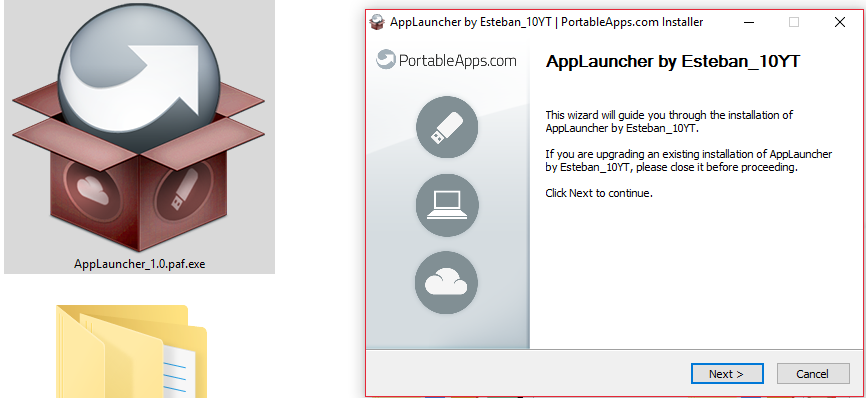 AppLauncher_1.0.paf.exe
AppLauncher by Esteban_10YT | PortableApps.com Installer
PortableApps.com
AppLauncher by Esteban_10YT
This wizard will guide you through the installation of
AppLauncher by Esteban_10YT.
If you are upgrading an existing installation of AppLauncher
by Esteban_10YT, please close it before proceeding.
Click Next to continue.
Next >
Cancel